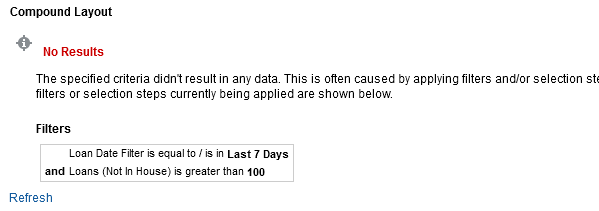 Compound Layout
No Results
The specified criteria didn't result in any data. This is often caused by applying filters and/or selection ste
filters or selection steps currently being applied are shown below.
Filters
Loan Date Filter is equal to / is in Last 7 Days
and Loans (Not In House) is greater than 100
Refresh